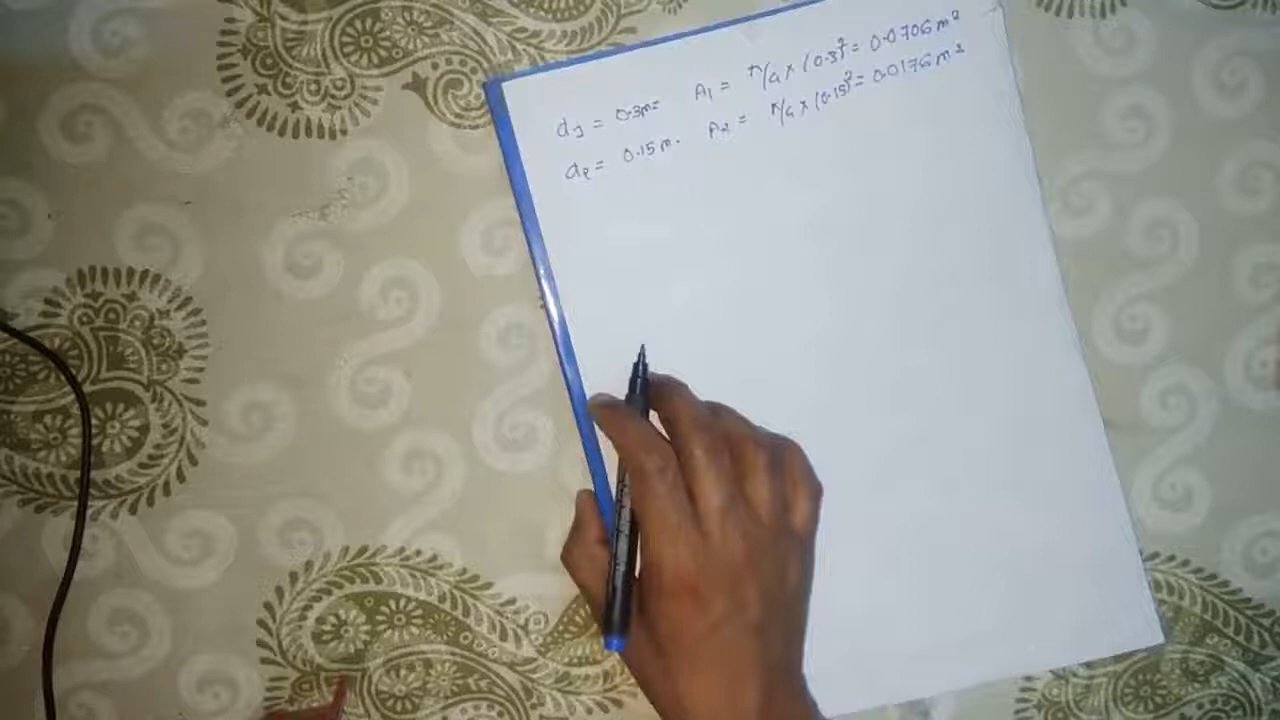 d₁ = 0.3m= A₁ = π/4 × (0.3)² = 0.0706 m²
d₂ = 0.15m. A₂ = π/4 × (0.15)² = 0.0176 m²